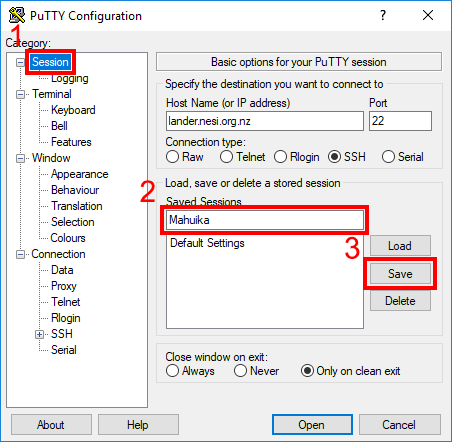 PuTTY Configuration
1
Category:
Session
Logging
Terminal
Keyboard
Bell
Features
Window
Appearance
Behaviour
Translation
Selection
Colours
Connection
Data
Proxy
Telnet
Rlogin
SSH
Serial
Basic options for your PuTTY session
Specify the destination you want to connect to
Host Name (or IP address) Port
lander.nesi.org.nz 22
Connection type:
Raw Telnet Rlogin SSH Serial
Load, save or delete a stored session
2 Saved Sessions
Mahuika
Default Settings
3
Load
Save
Delete
Close window on exit:
Always Never Only on clean exit
About Help Open Cancel